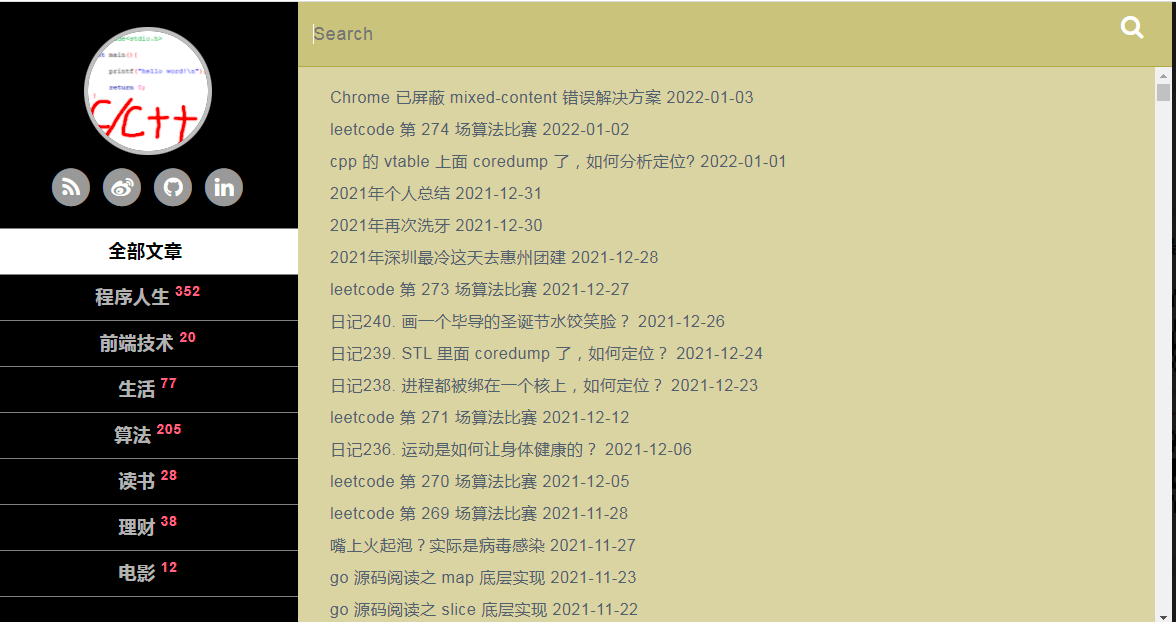 ude<stdio.h>
main(){
printf("hello word!\n");
return 0;
C/C++
全部文章
程序人生 352
前端技术 20
生活 77
算法 205
读书 28
理财 38
电影 12
Search
Chrome 已屏蔽 mixed-content 错误解决方案 2022-01-03
leetcode 第 274 场算法比赛 2022-01-02
cpp 的 vtable 上面 coredump 了，如何分析定位? 2022-01-01
2021年个人总结 2021-12-31
2021年再次洗牙 2021-12-30
2021年深圳最冷这天去惠州团建 2021-12-28
leetcode 第 273 场算法比赛 2021-12-27
日记240. 画一个毕导的圣诞节水饺笑脸？ 2021-12-26
日记239. STL 里面 coredump 了，如何定位？ 2021-12-24
日记238. 进程都被绑在一个核上，如何定位？ 2021-12-23
leetcode 第 271 场算法比赛 2021-12-12
日记236. 运动是如何让身体健康的？ 2021-12-06
leetcode 第 270 场算法比赛 2021-12-05
leetcode 第 269 场算法比赛 2021-11-28
嘴上火起泡？实际是病毒感染 2021-11-27
go 源码阅读之 map 底层实现 2021-11-23
go 源码阅读之 slice 底层实现 2021-11-22